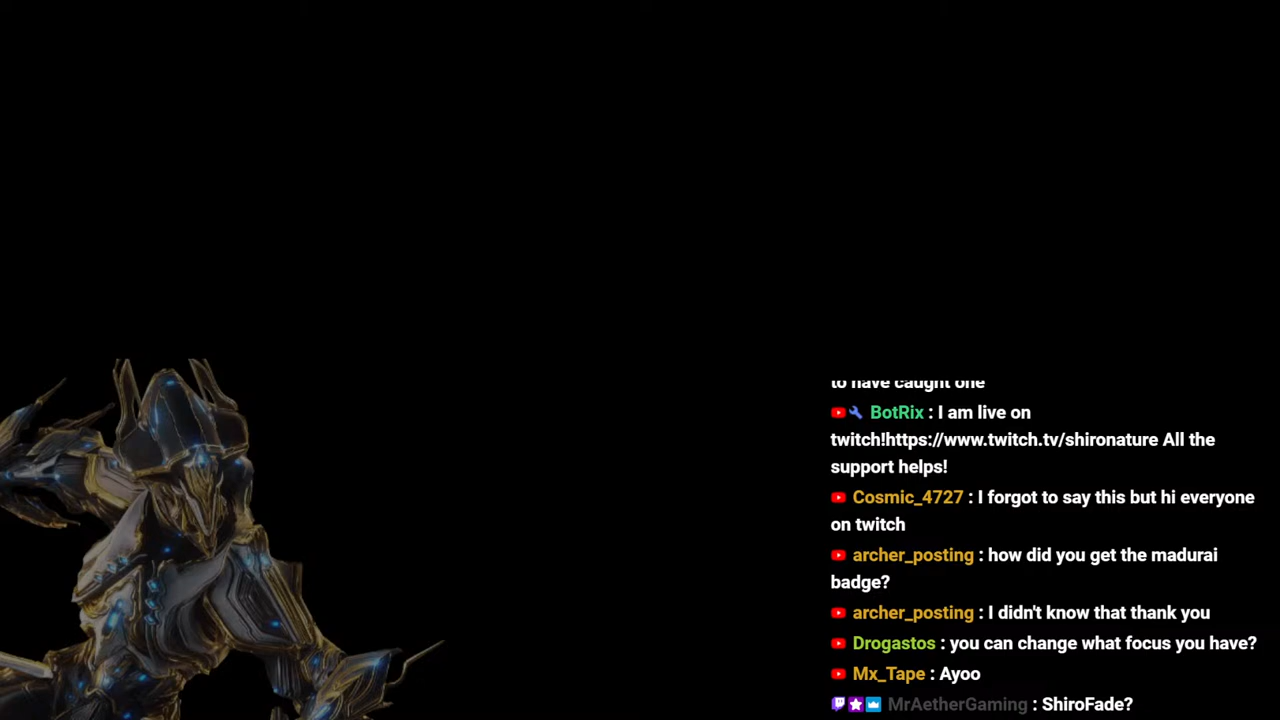 to have caught one
BotRix : I am live on
twitch!https://www.twitch.tv/shironature All the
support helps!
Cosmic_4727 : I forgot to say this but hi everyone
on twitch
archer_posting : how did you get the madurai
badge?
archer_posting : I didn't know that thank you
Drogastos : you can change what focus you have?
Mx_Tape : Ayoo
MrAetherGaming : ShiroFade?